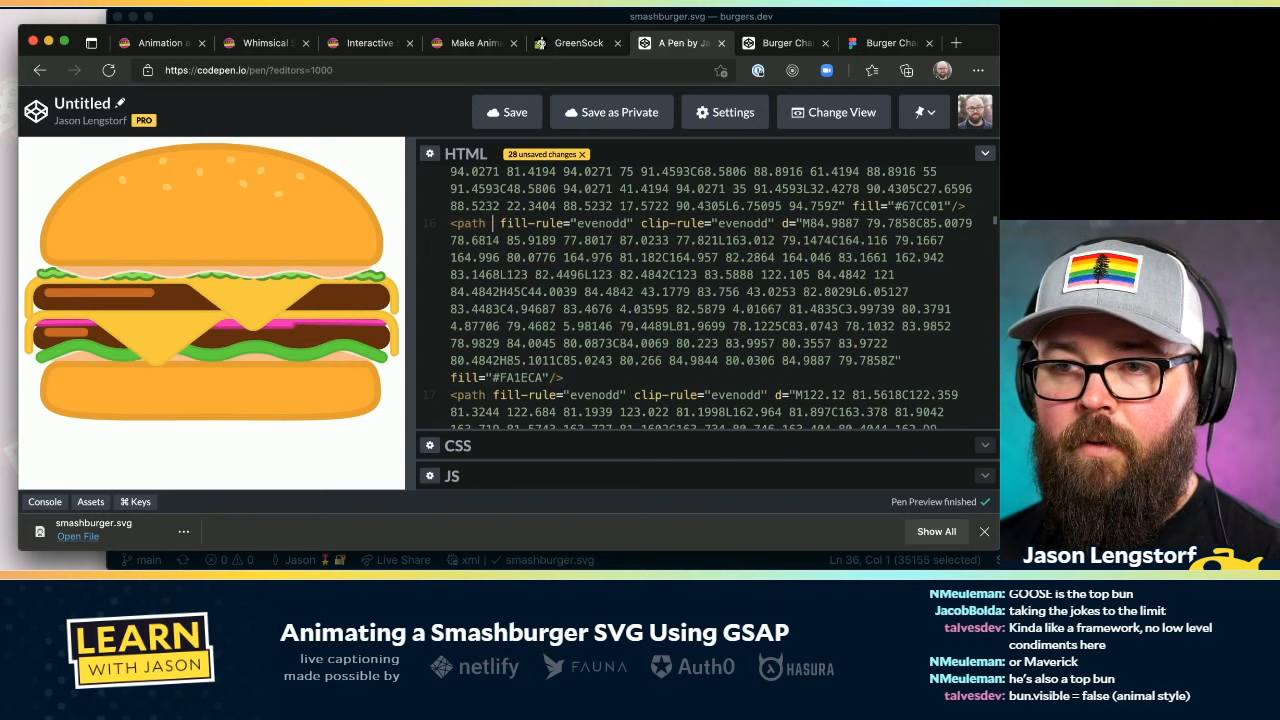 smashburger.svg — burgers.dev
Animation a
Whimsical
Interactive
Make Anima
GreenSock
A Pen by Ja
Burger Cha
Burger Cha
https://codepen.io/pen/?editors=1000
Untitled
Jason Lengstorf PRO
Save
Save as Private
Settings
Change View
HTML
28 unsaved changes
94.0271 81.4194 94.0271 75 91.4593C68.5806 88.8916 61.4194 88.8916 55
91.4593C48.5806 94.0271 41.4194 94.0271 35 91.4593L32.4278 90.4305C27.6596
88.5232 22.3404 88.5232 17.5722 90.4305L6.75095 94.759Z" fill="#67CC01"/>
16 <path fill-rule="evenodd" clip-rule="evenodd" d="M84.9887 79.7858C85.0079
78.6814 85.9189 77.8017 87.0233 77.821L163.012 79.1474C164.116 79.1667
164.996 80.0776 164.976 81.182C164.957 82.2864 164.046 83.1661 162.942
83.1468L123 82.4496L123 82.4842C123 83.5888 122.105 84.4842 121
84.4842H45C44.0039 84.4842 43.1779 83.756 43.0253 82.8029L6.05127
83.4483C4.94687 83.4676 4.03595 82.5879 4.01667 81.4835C3.99739 80.3791
4.87706 79.4682 5.98146 79.4489L81.9699 78.1225C83.0743 78.1032 83.9852
78.9829 84.0045 80.0873C84.0069 80.223 83.9957 80.3557 83.9722
80.4842H85.1011C85.0243 80.266 84.9844 80.0306 84.9887 79.7858Z"
fill="#FA1ECA"/>
17 <path fill-rule="evenodd" clip-rule="evenodd" d="M122.12 81.5618C122.359
81.3244 122.684 81.1939 123.022 81.1998L162.964 81.897C163.378 81.9042
CSS
JS
Console
Assets
⌘ Keys
Pen Preview finished
smashburger.svg
Open File
Show All
main
0 0
Jason
Live Share
xml
smashburger.svg
Ln 36, Col 1 (35155 selected)
Jason Lengstorf
LEARN
WITH JASON
Animating a Smashburger SVG Using GSAP
live captioning
made possible by
netlify
FAUNA
Auth0
HASURA
NMeuleman: GOOSE is the top bun
JacobBolda: taking the jokes to the limit
talvesdev: Kinda like a framework, no low level
condiments here
NMeuleman: or Maverick
NMeuleman: he's also a top bun
talvesdev: bun.visible = false (animal style)